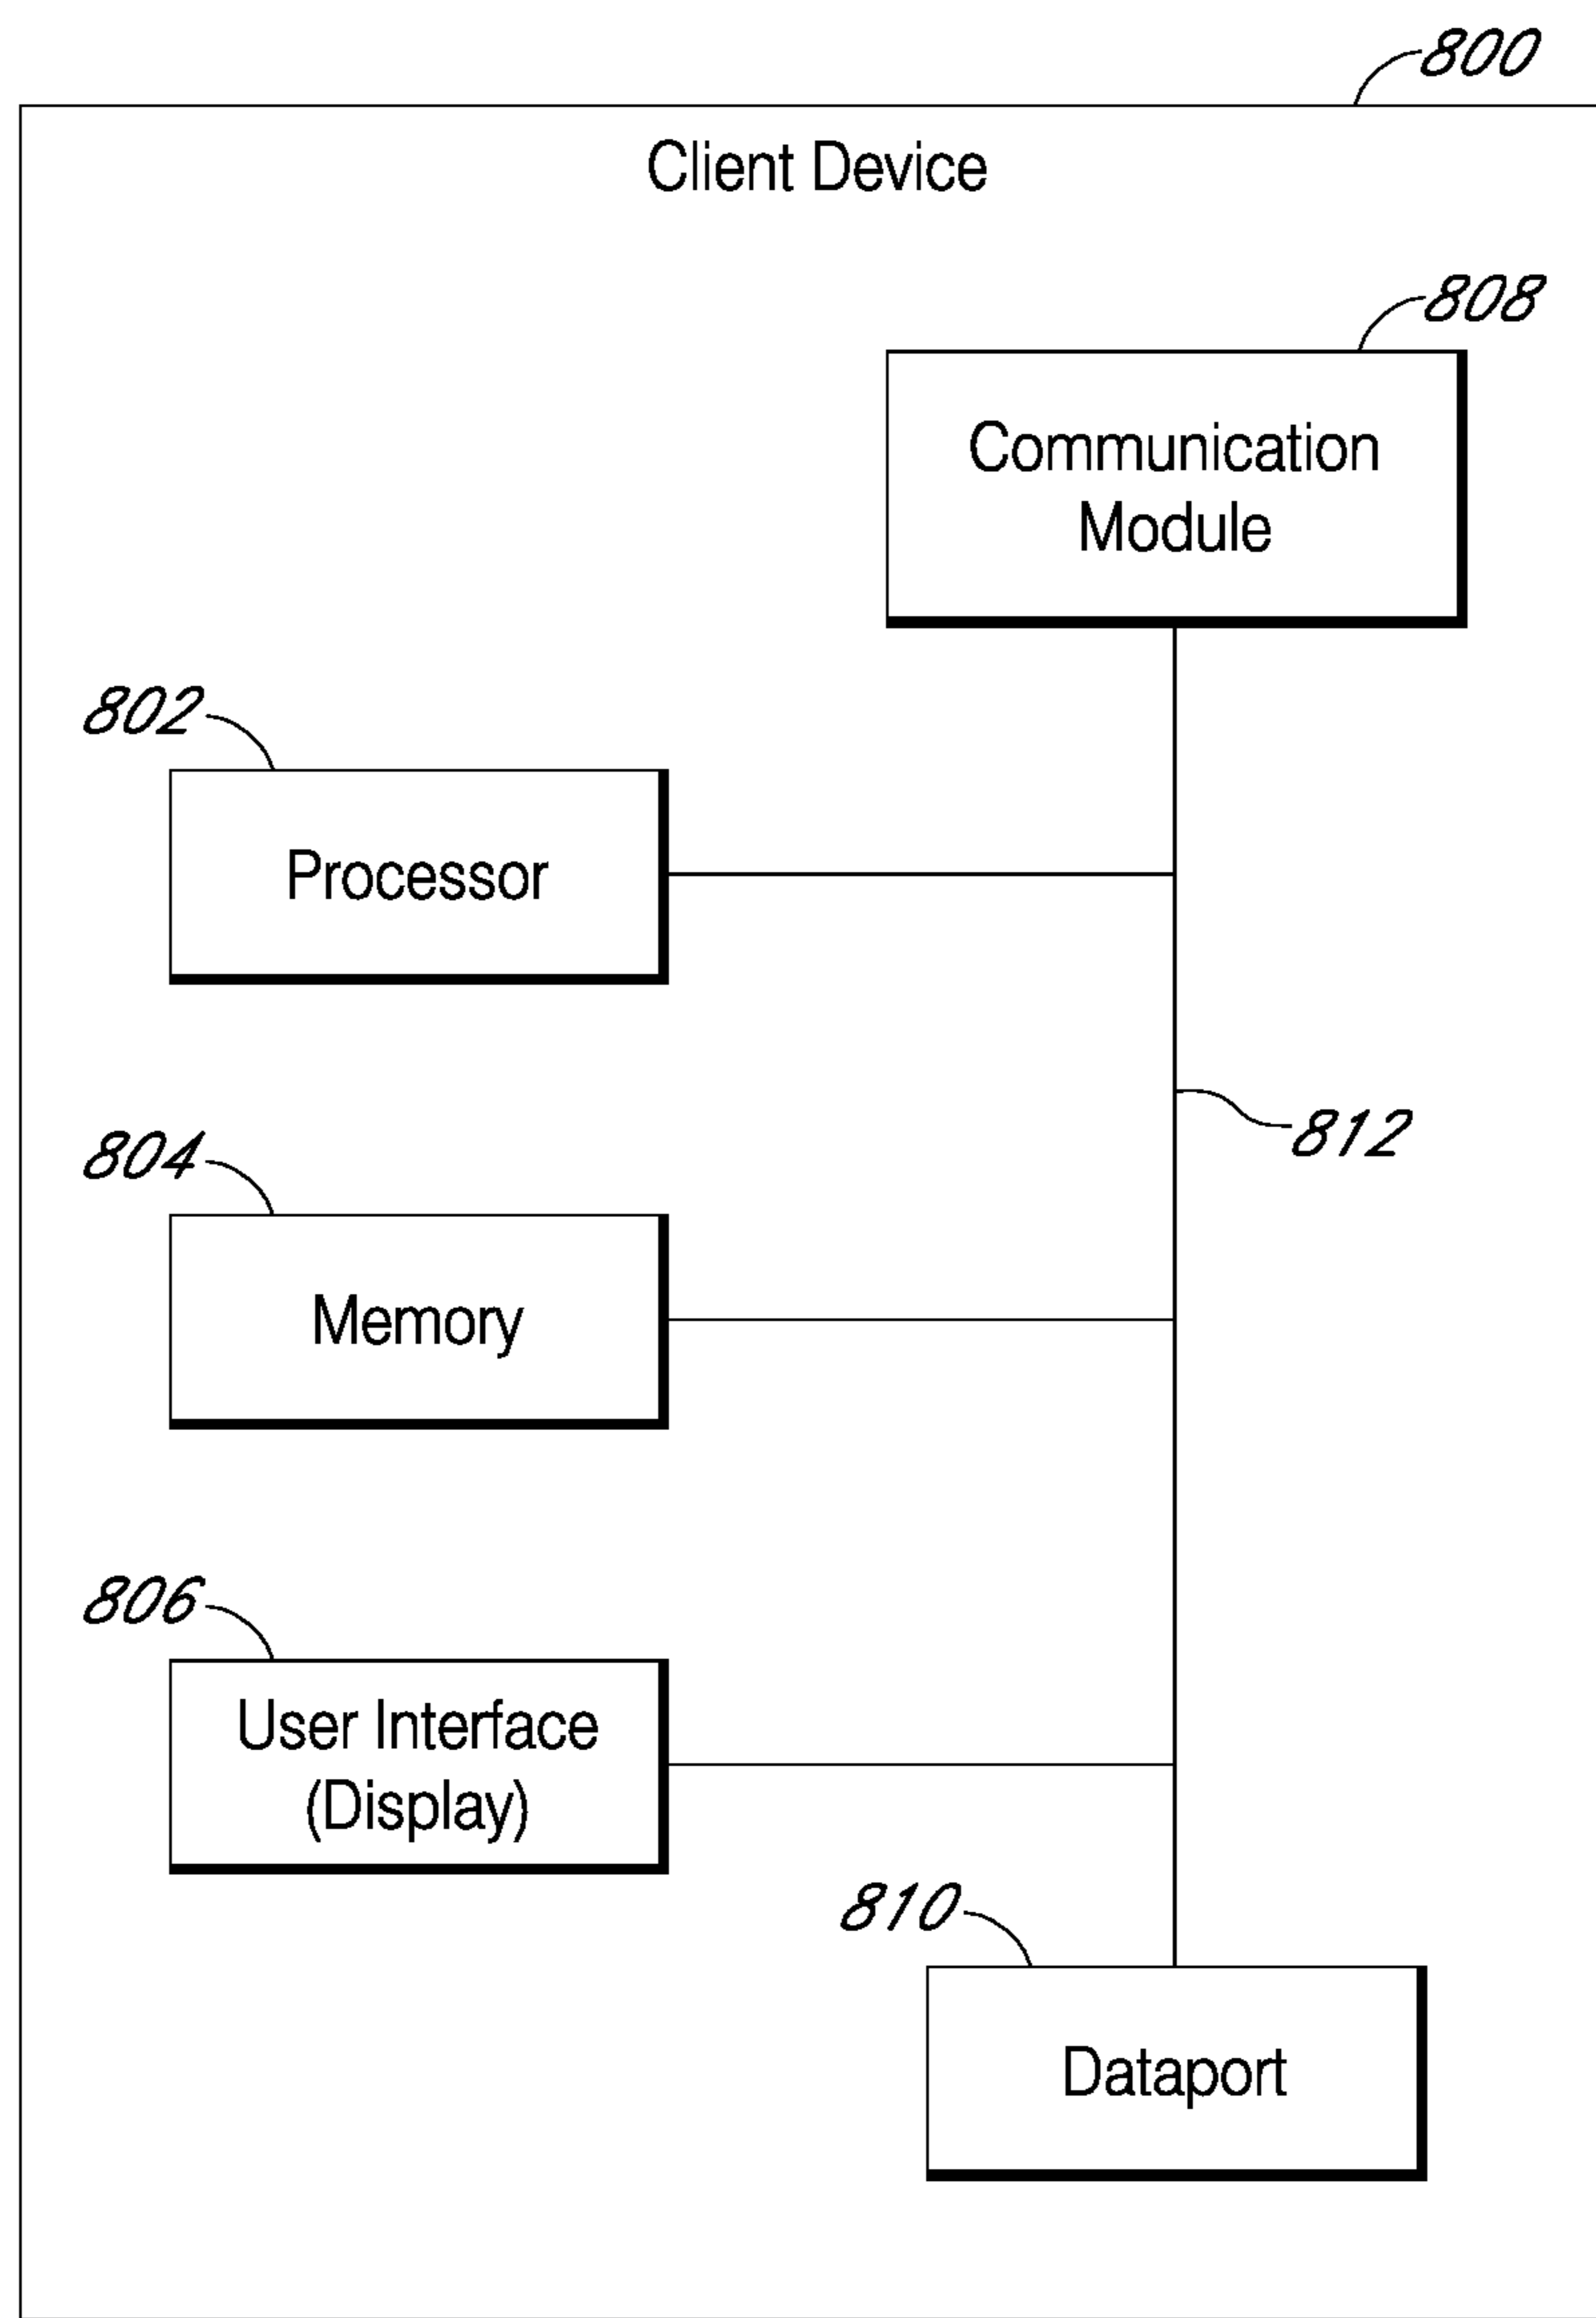 800
Client Device
808
Communication
Module
802
Processor
812
804
Memory
806
User Interface
(Display)
810
Dataport